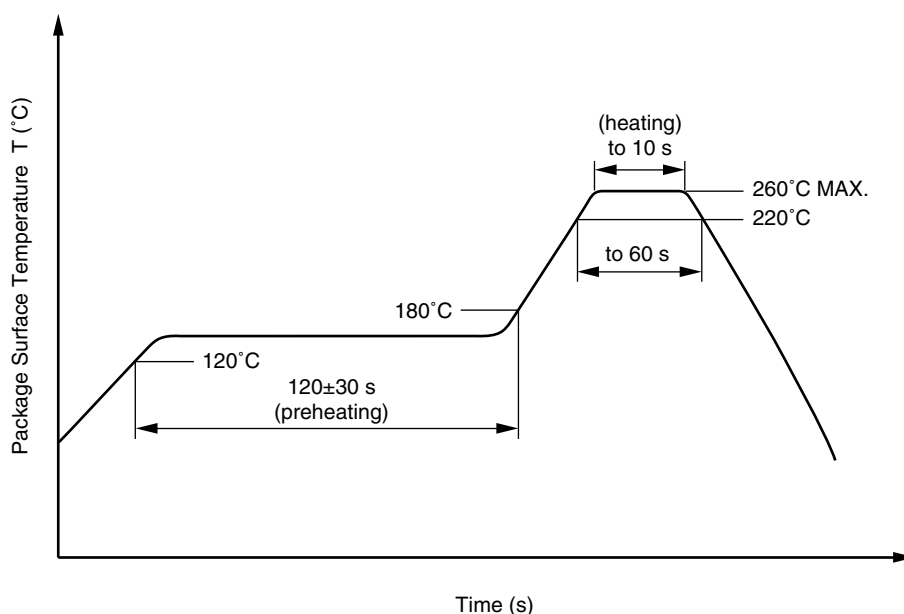 Package Surface Temperature T (˚C)
(heating)
to 10 s
260˚C MAX.
220˚C
to 60 s
180˚C
120˚C
120±30 s
(preheating)
Time (s)